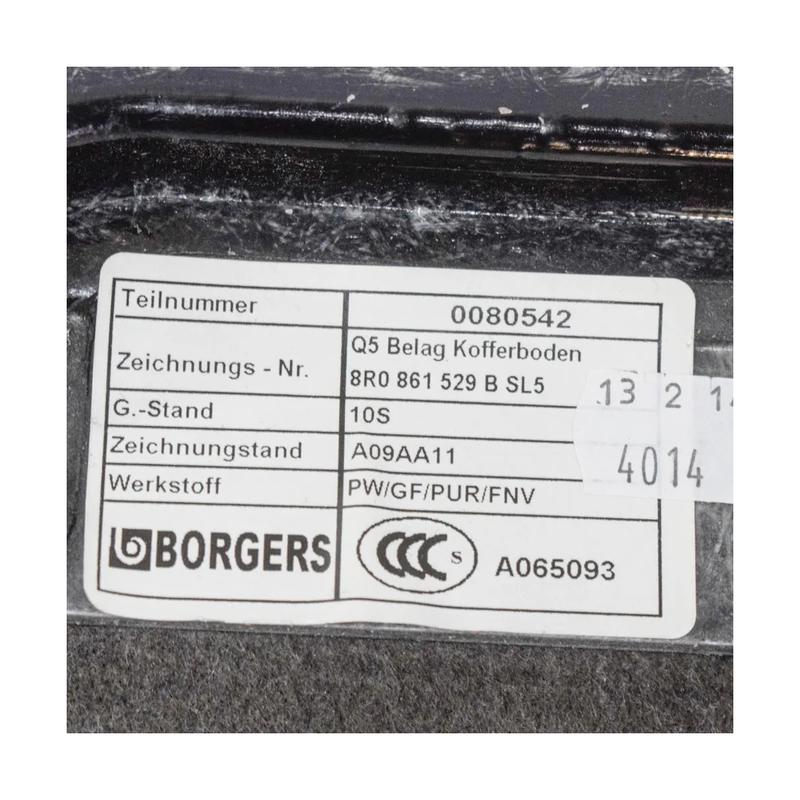 Teilnummer 0080542
Zeichnungs - Nr. Q5 Belag Kofferboden
8R0 861 529 B SL5
G.-Stand 10S
Zeichnungstand A09AA11
Werkstoff PW/GF/PUR/FNV
BORGERS CCC S A065093
13 2 14
4014